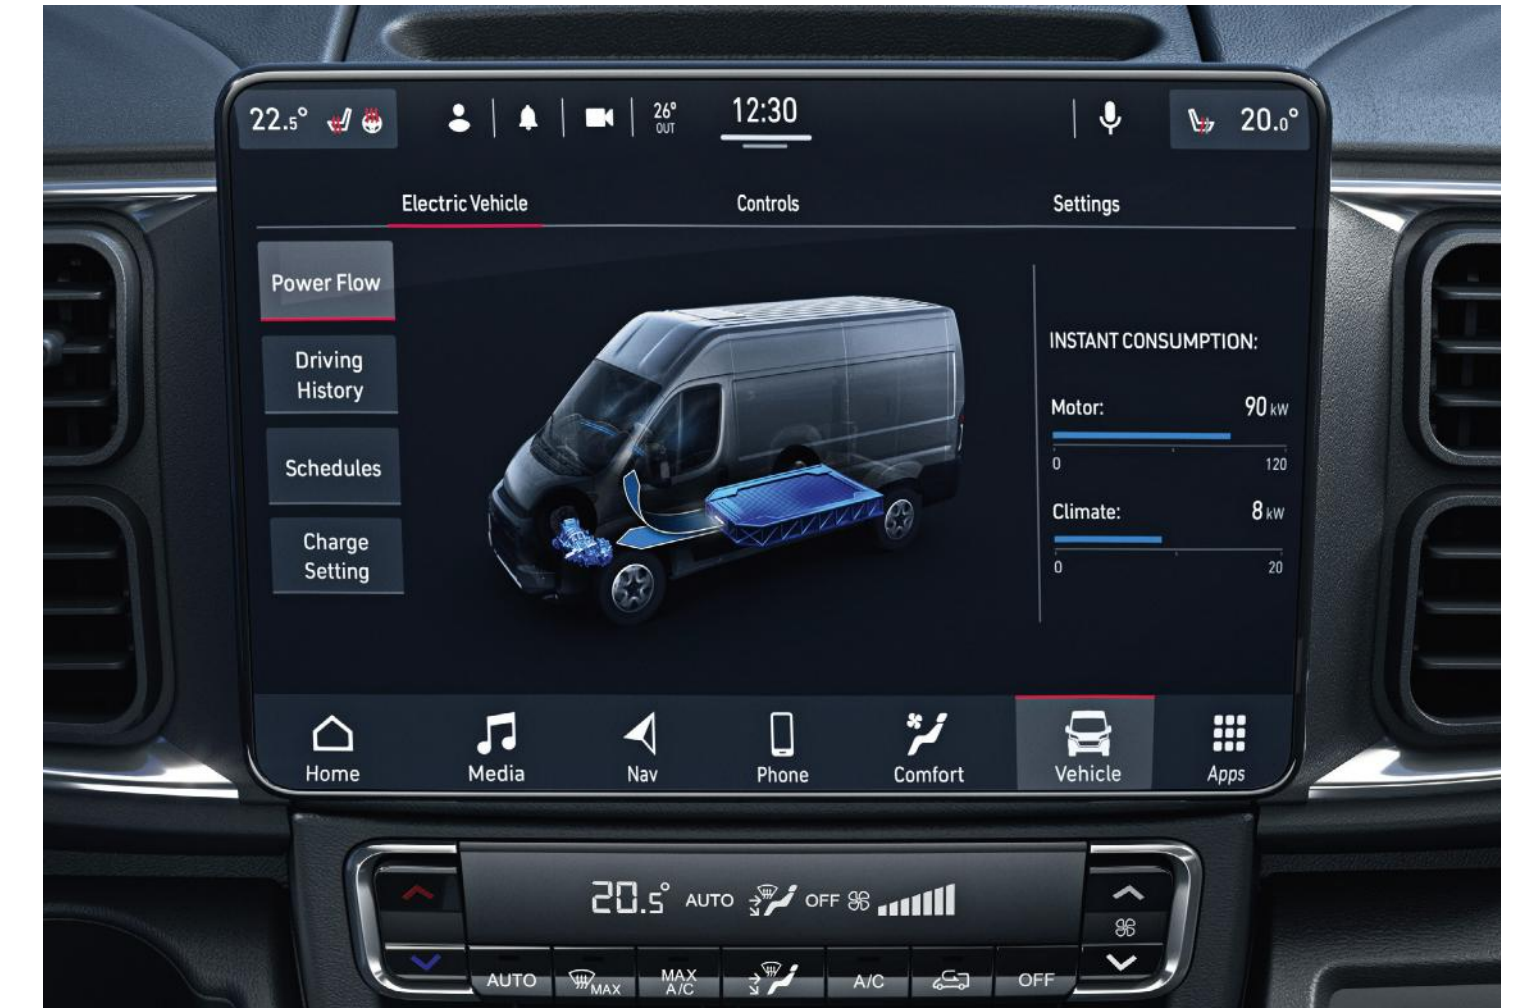 22.5°
26°
OUT
12:30
20.0°
Electric Vehicle
Controls
Settings
Power Flow
Driving
History
Schedules
Charge
Setting
INSTANT CONSUMPTION:
Motor:
90 kW
0
120
Climate:
8 kW
0
20
Home
Media
Nav
Phone
Comfort
Vehicle
Apps
20.5° AUTO OFF
AUTO
MAX
MAX
A/C
A/C
OFF